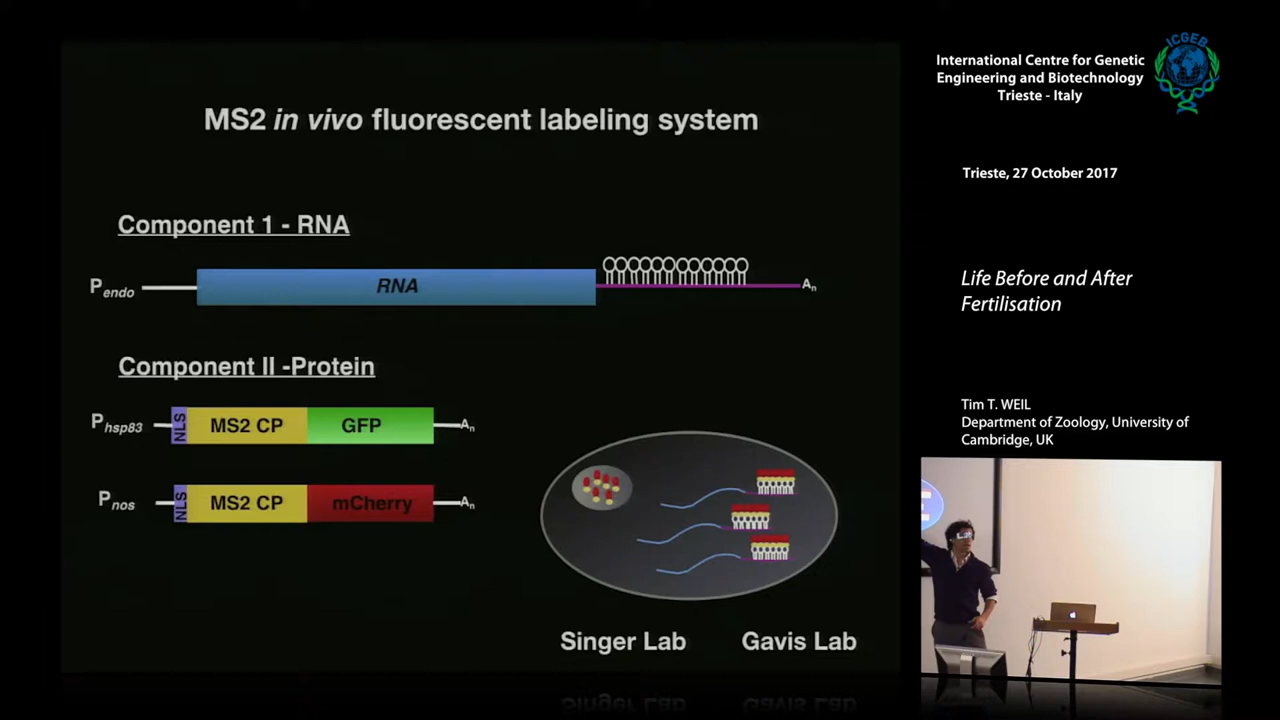 MS2 in vivo fluorescent labeling system
Component 1 - RNA
Pendo
RNA
An
Component II -Protein
Phsp83
NLS
MS2 CP
GFP
An
Pnos
NLS
MS2 CP
mCherry
An
Singer Lab
Gavis Lab
International Centre for Genetic
Engineering and Biotechnology
Trieste - Italy
ICGEB
Trieste, 27 October 2017
Life Before and After
Fertilisation
Tim T. WEIL
Department of Zoology, University of
Cambridge, UK